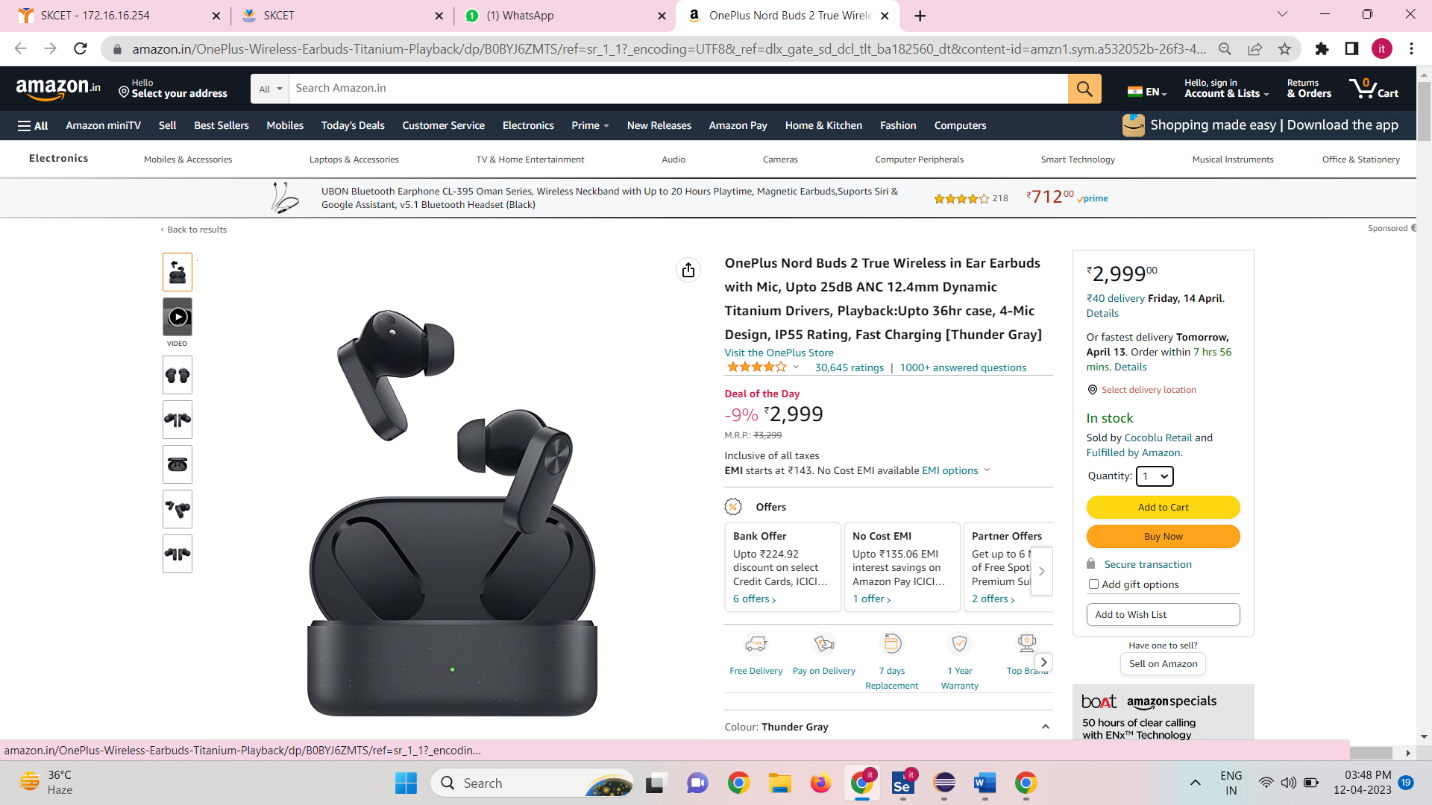 SKCET - 172.16.16.254
SKCET
(1) WhatsApp
OnePlus Nord Buds 2 True Wirele
amazon.in/OnePlus-Wireless-Earbuds-Titanium-Playback/dp/B0BYJ6ZMTS/ref=sr_1_1?_encoding=UTF8&_ref=dlx_gate_sd_dcl_tlt_ba182560_dt&content-id=amzn1.sym.a532052b-26f3-4...
it
amazon.in
Hello
Select your address
All
Search Amazon.in
EN
Hello, sign in
Account & Lists
Returns
& Orders
0
Cart
All
Amazon miniTV
Sell
Best Sellers
Mobiles
Today's Deals
Customer Service
Electronics
Prime
New Releases
Amazon Pay
Home & Kitchen
Fashion
Computers
Shopping made easy | Download the app
Electronics
Mobiles & Accessories
Laptops & Accessories
TV & Home Entertainment
Audio
Cameras
Computer Peripherals
Smart Technology
Musical Instruments
Office & Stationery
UBON Bluetooth Earphone CL-395 Oman Series, Wireless Neckband with Up to 20 Hours Playtime, Magnetic Earbuds,Suports Siri &
Google Assistant, v5.1 Bluetooth Headset (Black)
218
₹71200
prime
‹ Back to results
Sponsored
VIDEO
OnePlus Nord Buds 2 True Wireless in Ear Earbuds
with Mic, Upto 25dB ANC 12.4mm Dynamic
Titanium Drivers, Playback:Upto 36hr case, 4-Mic
Design, IP55 Rating, Fast Charging [Thunder Gray]
Visit the OnePlus Store
30,645 ratings | 1000+ answered questions
Deal of the Day
-9% ₹2,999
M.R.P.: ₹3,299
Inclusive of all taxes
EMI starts at ₹143. No Cost EMI available EMI options
Offers
Bank Offer
Upto ₹224.92
discount on select
Credit Cards, ICICI…
6 offers ›
No Cost EMI
Upto ₹135.06 EMI
interest savings on
Amazon Pay ICICI…
1 offer ›
Partner Offers
Get up to 6
of Free Spot
Premium Su
2 offers ›
Free Delivery
Pay on Delivery
7 days
Replacement
1 Year
Warranty
Top Brand
Colour: Thunder Gray
₹2,99900
₹40 delivery Friday, 14 April.
Details
Or fastest delivery Tomorrow,
April 13. Order within 7 hrs 56
mins. Details
Select delivery location
In stock
Sold by Cocoblu Retail and
Fulfilled by Amazon.
Quantity: 1
Add to Cart
Buy Now
Secure transaction
Add gift options
Add to Wish List
Have one to sell?
Sell on Amazon
boAt | amazonspecials
50 hours of clear calling
with ENx™ Technology
amazon.in/OnePlus-Wireless-Earbuds-Titanium-Playback/dp/B0BYJ6ZMTS/ref=sr_1_1?_encodin...
36°C
Haze
Search
it
Se
it
W
ENG
IN
03:48 PM
12-04-2023
19